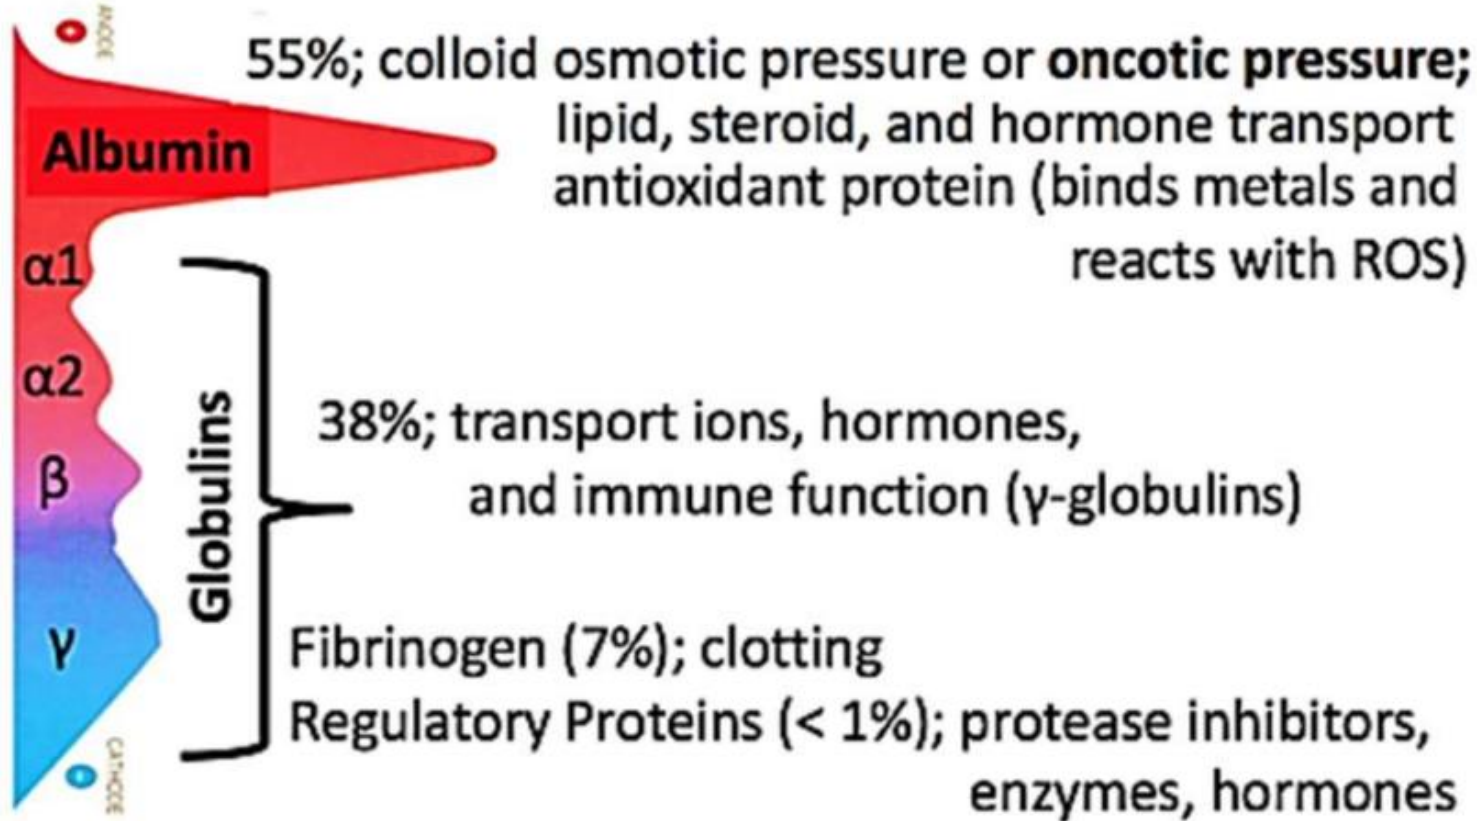 ANODE
55%; colloid osmotic pressure or oncotic pressure;
lipid, steroid, and hormone transport
Albumin
antioxidant protein (binds metals and
reacts with ROS)
α1
α2
38%; transport ions, hormones,
β
and immune function (γ-globulins)
Globulins
γ
Fibrinogen (7%); clotting
Regulatory Proteins (< 1%); protease inhibitors,
enzymes, hormones
CATHODE